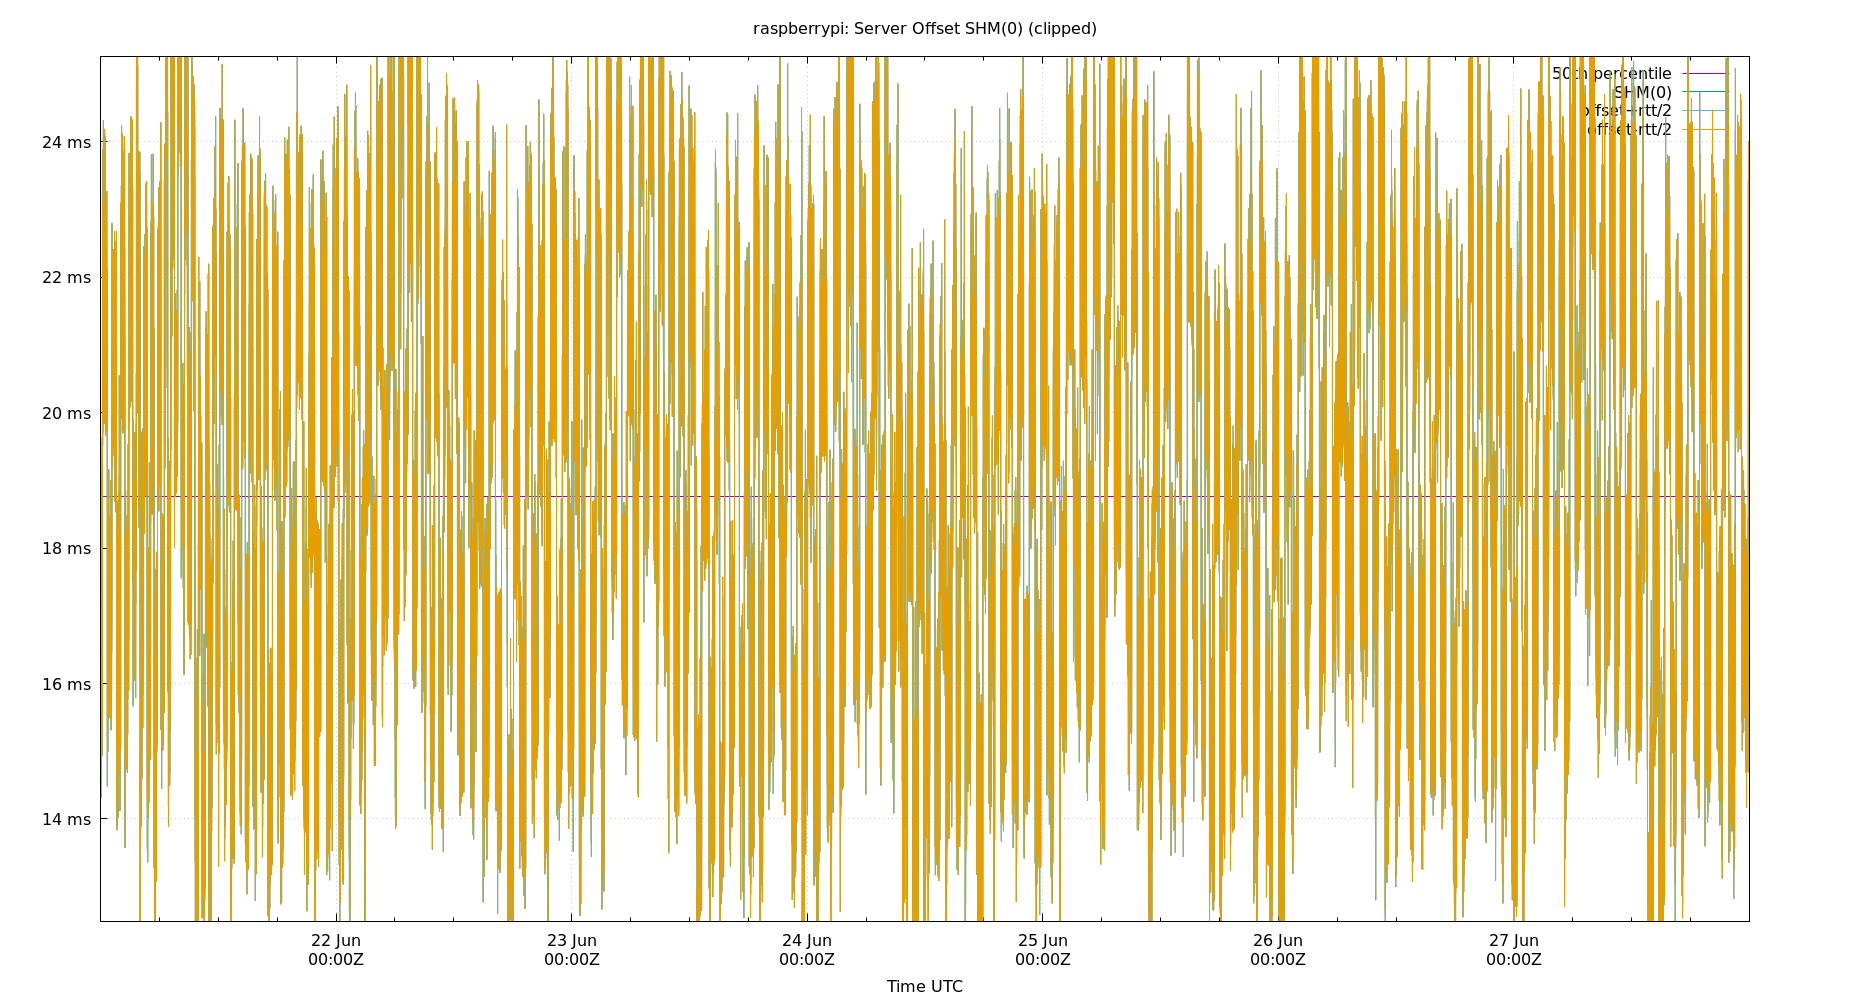 raspberrypi: Server Offset SHM(0) (clipped)
50th percentile
SHM(0)
offset+rtt/2
offset-rtt/2
24 ms
22 ms
20 ms
18 ms
16 ms
14 ms
22 Jun 23 Jun 24 Jun 25 Jun 26 Jun 27 Jun
00:00Z 00:00Z 00:00Z 00:00Z 00:00Z 00:00Z
Time UTC